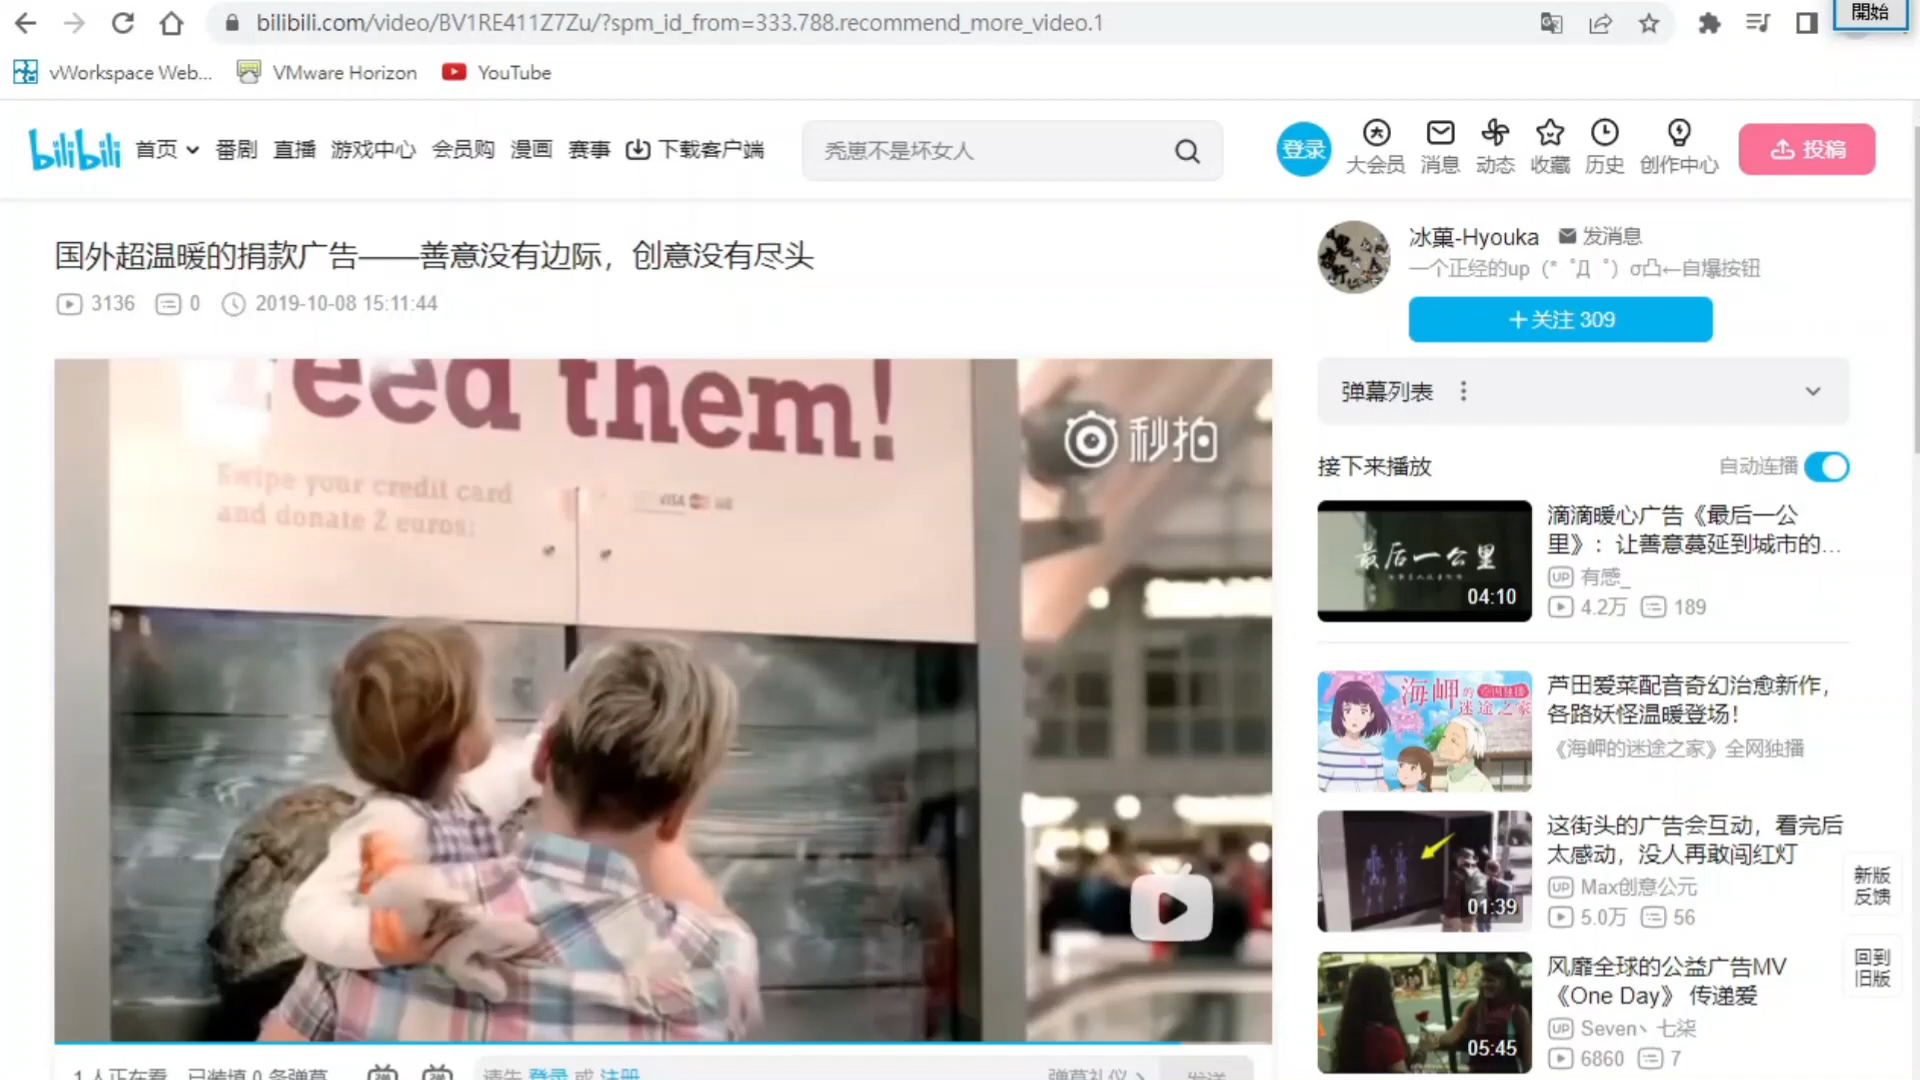 開始
bilibili.com/video/BV1RE411Z7Zu/?spm_id_from=333.788.recommend_more_video.1
vWorkspace Web... VMware Horizon YouTube
bilibili 首页 番剧 直播 游戏中心 会员购 漫画 赛事 下载客户端 秃崽不是坏女人 登录 大会员 消息 动态 收藏 历史 创作中心 投稿
国外超温暖的捐款广告——善意没有边际，创意没有尽头
3136 0 2019-10-08 15:11:44
eed them!
Swipe your credit card
and donate 2 euros:
VISA
秒拍
1人正在看，已装填 0 条弹幕 请先 登录 或 注册 弹幕礼仪 > 发送
冰菓-Hyouka 发消息
一个正经的up（*゜Д゜）σ凸←自爆按钮
+关注 309
弹幕列表
接下来播放 自动连播
最后一公里
04:10
滴滴暖心广告《最后一公
里》：让善意蔓延到城市的...
UP 有感_
4.2万 189
海岬的
迷途之家
芦田爱菜配音奇幻治愈新作，
各路妖怪温暖登场！
《海岬的迷途之家》全网独播
01:39
这街头的广告会互动，看完后
太感动，没人再敢闯红灯
UP Max创意公元
5.0万 56
05:45
风靡全球的公益广告MV
《One Day》 传递爱
UP Seven丶七柒
6860 7
新版
反馈
回到
旧版